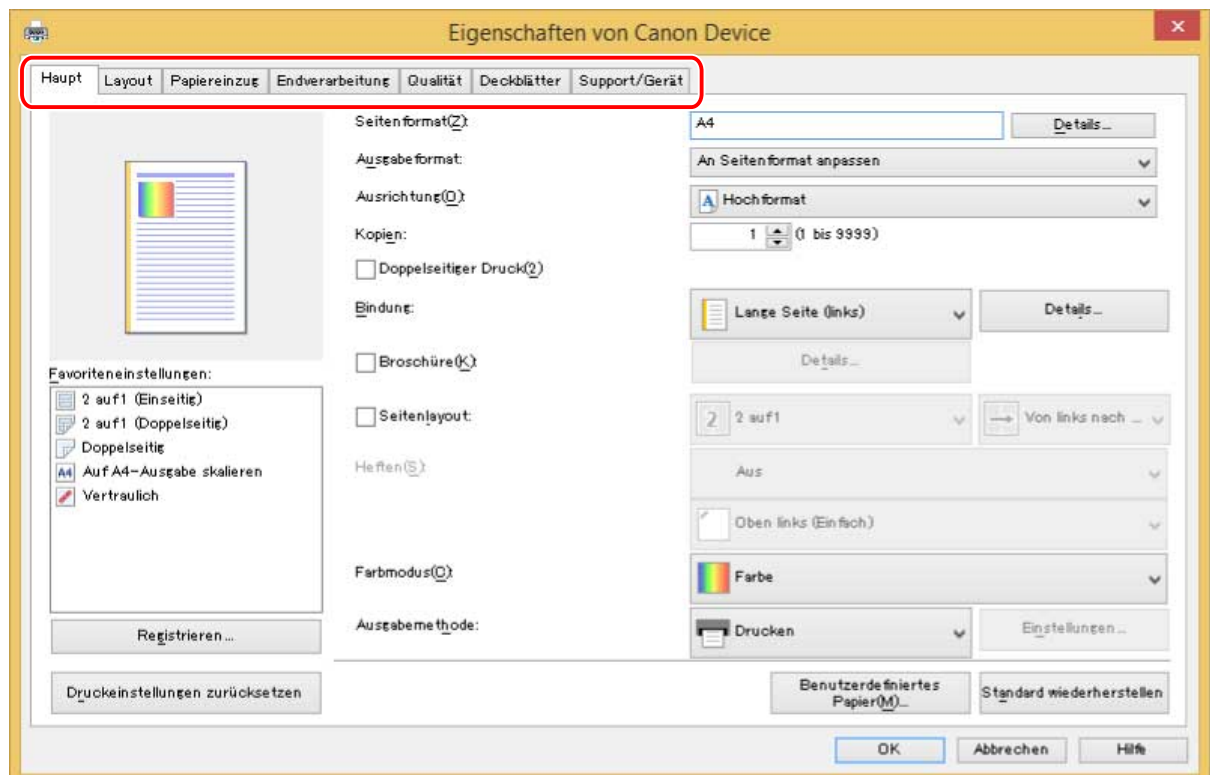 Eigenschaften von Canon Device
Haupt Layout Papiereinzug Endverarbeitung Qualität Deckblätter Support/Gerät
Seitenformat(Z): A4 Details...
Ausgabeformat: An Seitenformat anpassen
Ausrichtung(O): A Hochformat
Kopien: 1 (1 bis 9999)
Doppelseitiger Druck(2)
Bindung: Lange Seite (links) Details...
Broschüre(K): Details...
Seitenlayout: 2 2 auf1 Von links nach ...
Heften(S): Aus
Oben links (Einfach)
Farbmodus(C): Farbe
Ausgabemethode: Drucken Einstellungen...
Favoriteneinstellungen:
2 auf1 (Einseitig)
2 auf1 (Doppelseitig)
Doppelseitig
A4 Auf A4-Ausgabe skalieren
Vertraulich
Registrieren...
Druckeinstellungen zurücksetzen
Benutzerdefiniertes
Papier(M)...
Standard wiederherstellen
OK Abbrechen Hilfe